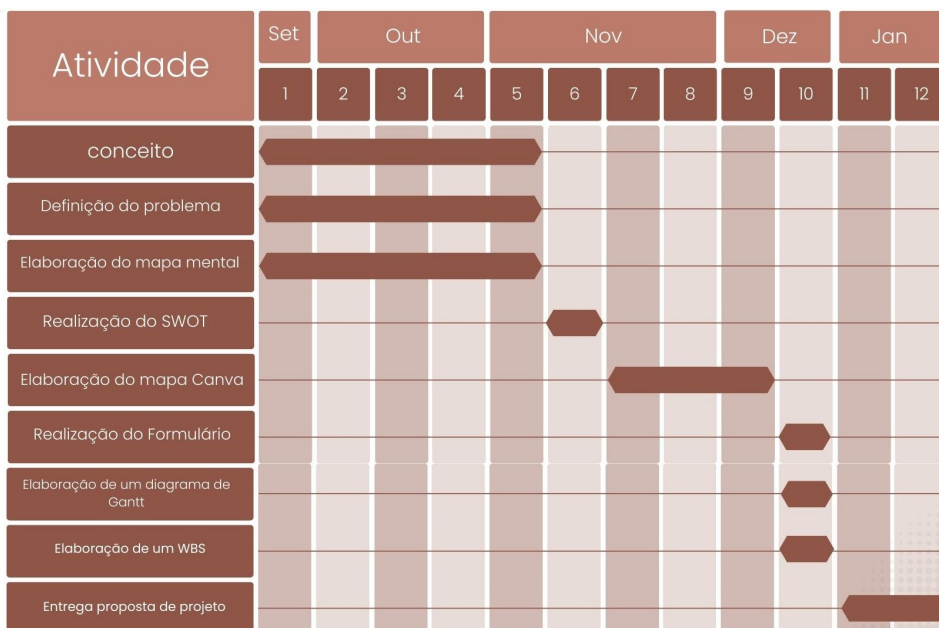 Atividade
Set Out Nov Dez Jan
1 2 3 4 5 6 7 8 9 10 11 12
conceito
Definição do problema
Elaboração do mapa mental
Realização do SWOT
Elaboração do mapa Canva
Realização do Formulário
Elaboração de um diagrama de
Gantt
Elaboração de um WBS
Entrega proposta de projeto